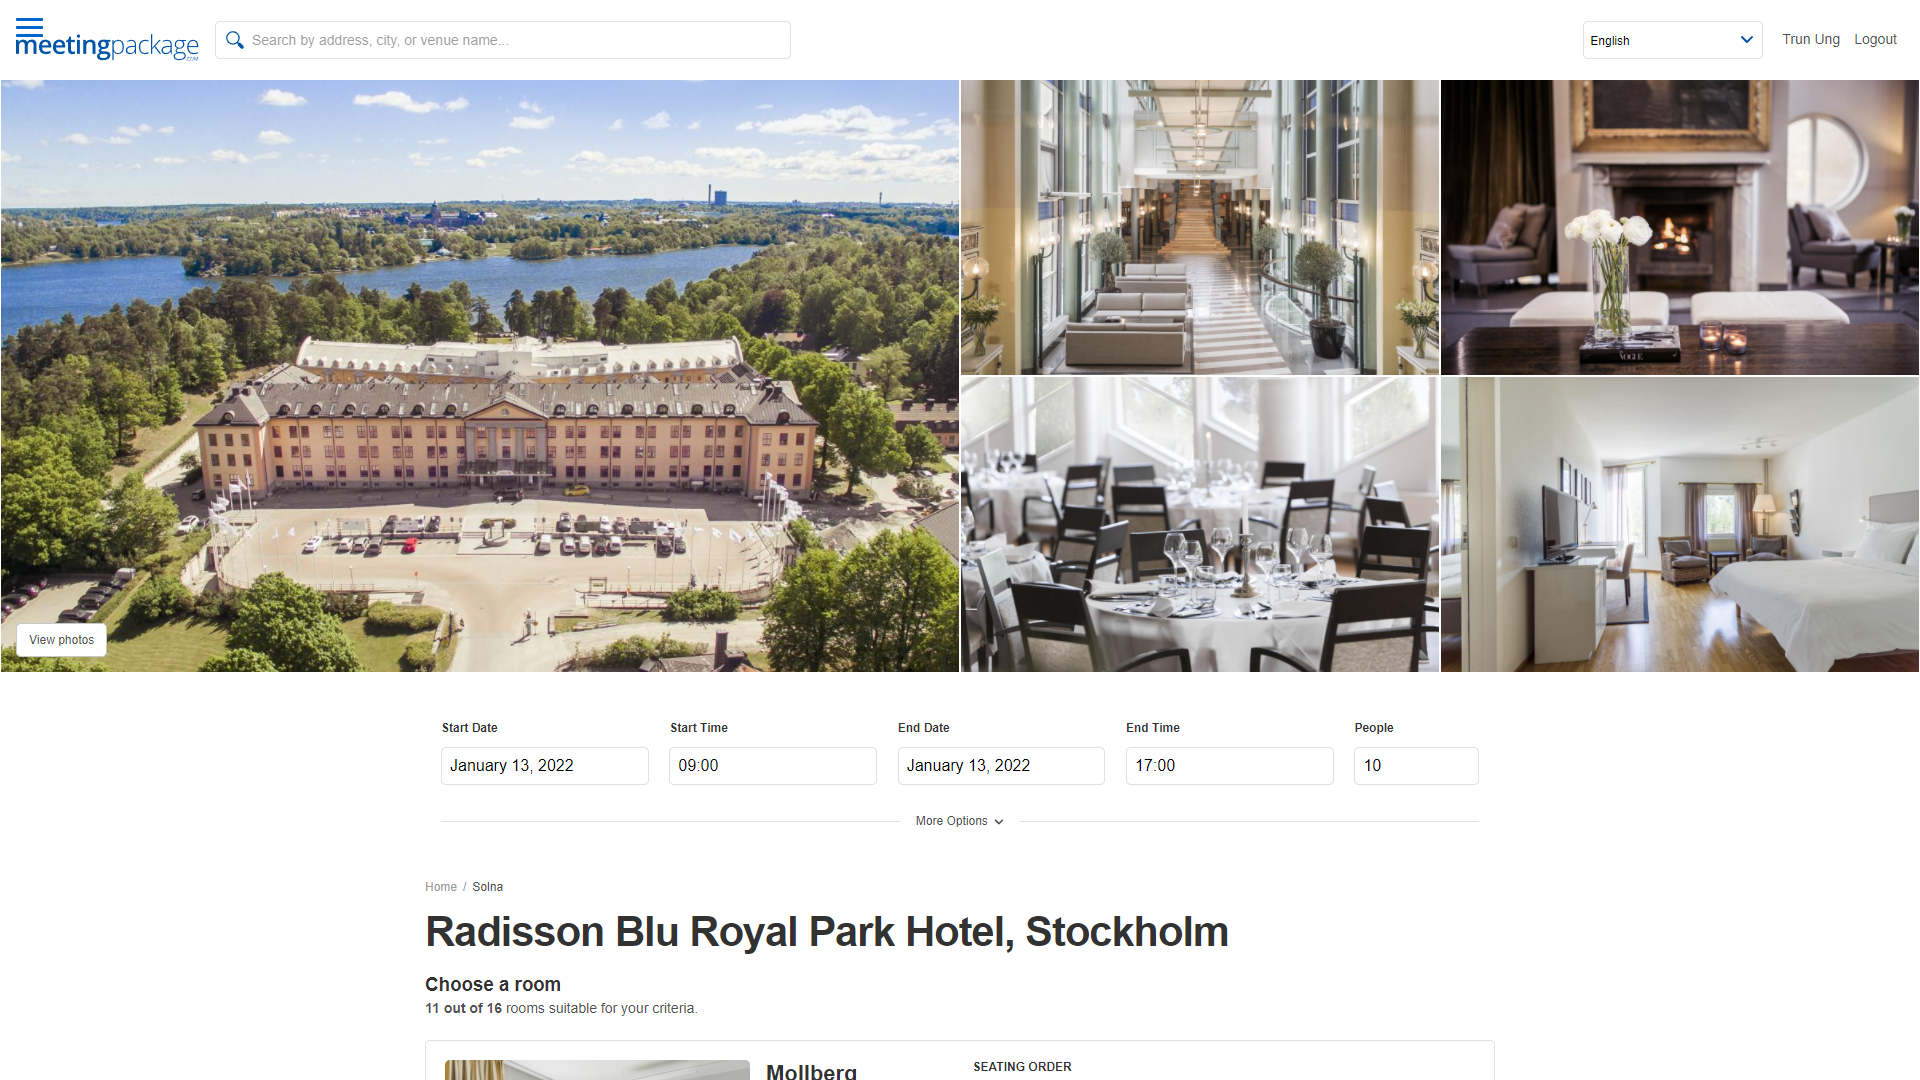 meetingpackage
.COM
Search by address, city, or venue name...
English
Trun Ung
Logout
VOGUE
View photos
Start Date
Start Time
End Date
End Time
People
January 13, 2022
09:00
January 13, 2022
17:00
10
More Options
Home / Solna
Radisson Blu Royal Park Hotel, Stockholm
Choose a room
11 out of 16 rooms suitable for your criteria.
Mollberg
SEATING ORDER